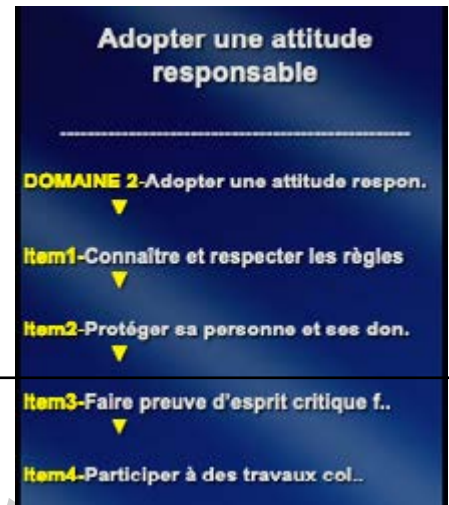 Adopter une attitude
responsable
DOMAINE 2-Adopter une attitude respon.
Item1-Connaître et respecter les règles
Item2-Protéger sa personne et ses don.
Item3-Faire preuve d'esprit critique f..
Item4-Participer à des travaux col..